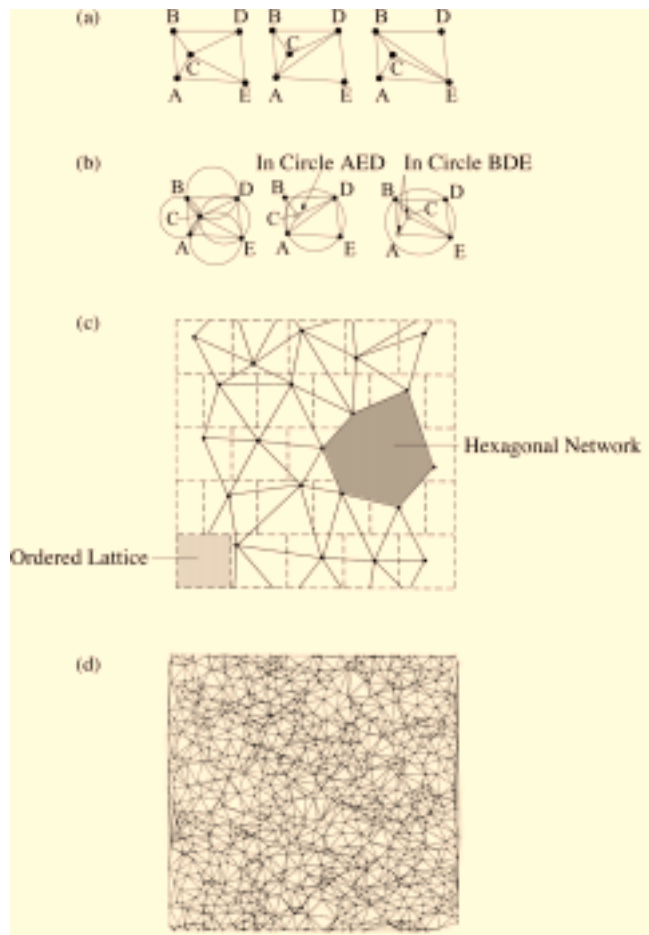 (a)
B D B D B D
C C C
A E A E A E
(b)
In Circle AED In Circle BDE
B D B D B D
C C C
A E A E A E
(c)
Hexagonal Network
Ordered Lattice
(d)